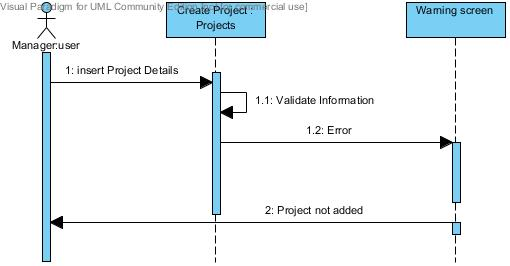 Visual Paradigm for UML Community Edition [not for commercial use]
Create Project :
Projects
Warning screen
Manager:user
1: insert Project Details
1.1: Validate Information
1.2: Error
2: Project not added